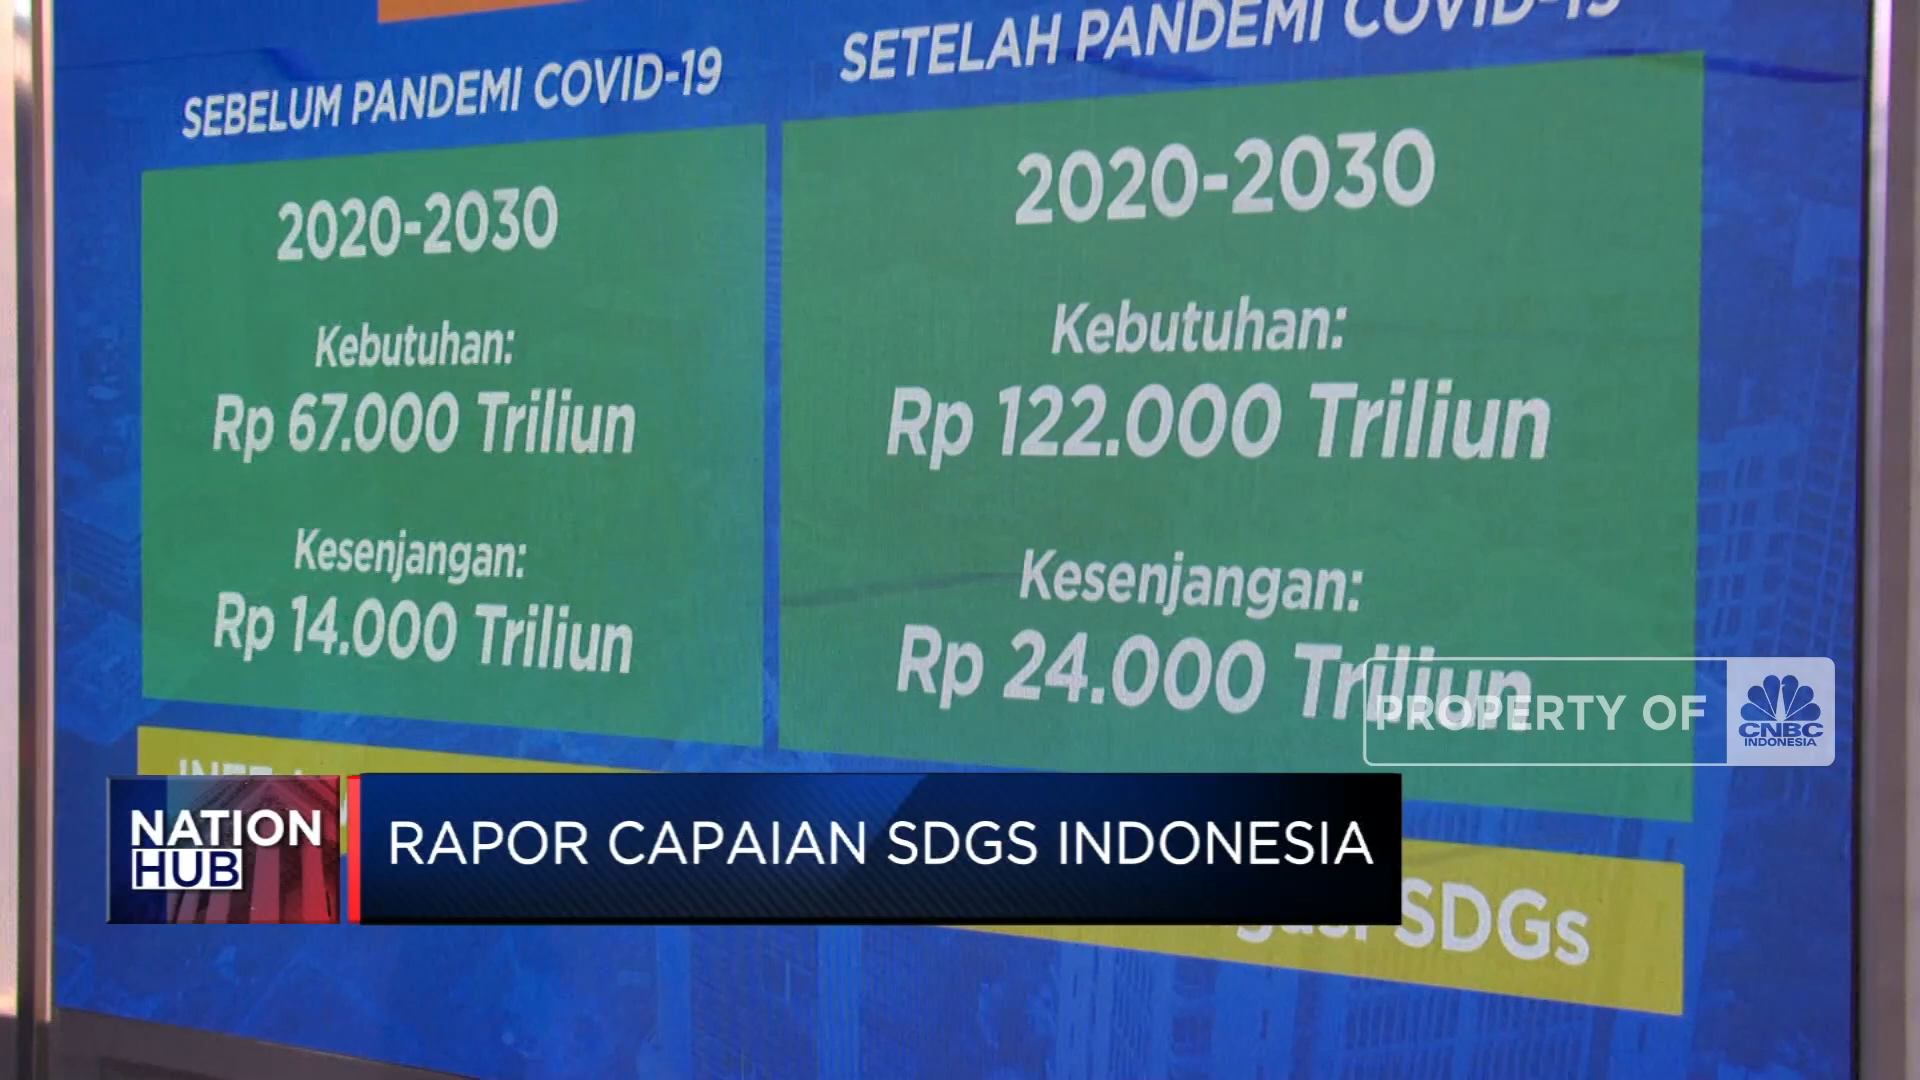 SEBELUM PANDEMI COVID-19
2020-2030
Kebutuhan:
Rp 67.000 Triliun
Kesenjangan:
Rp 14.000 Triliun
SETELAH PANDEMI COVID-19
2020-2030
Kebutuhan:
Rp 122.000 Triliun
Kesenjangan:
Rp 24.000 Triliun
PROPERTY OF
CNBC
INDONESIA
NATION
HUB
RAPOR CAPAIAN SDGS INDONESIA
SDGs